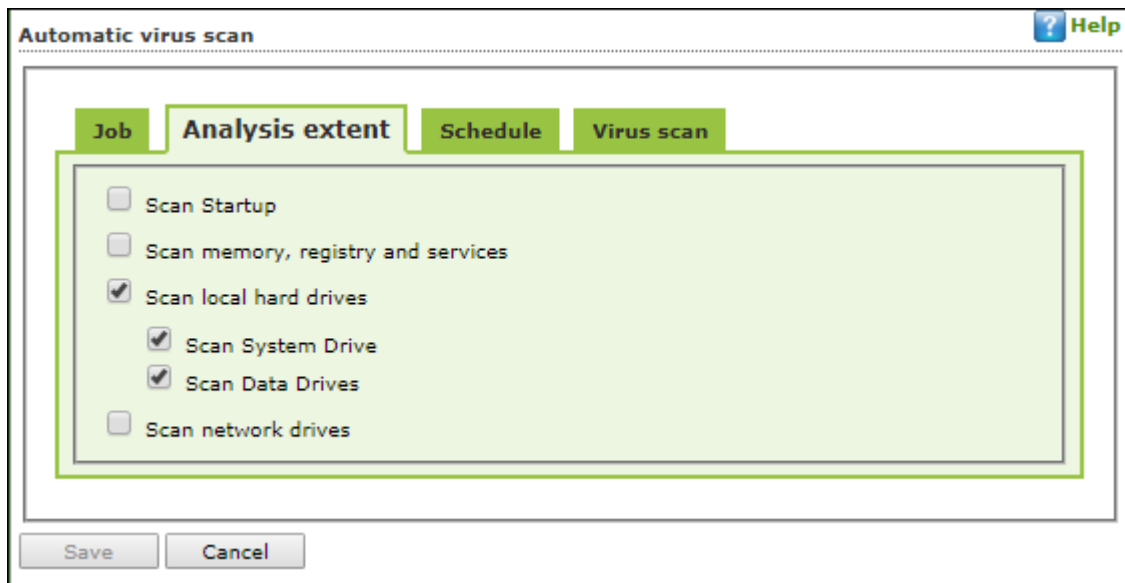 Automatic virus scan
? Help
Job Analysis extent Schedule Virus scan
Scan Startup
Scan memory, registry and services
Scan local hard drives
Scan System Drive
Scan Data Drives
Scan network drives
Save Cancel